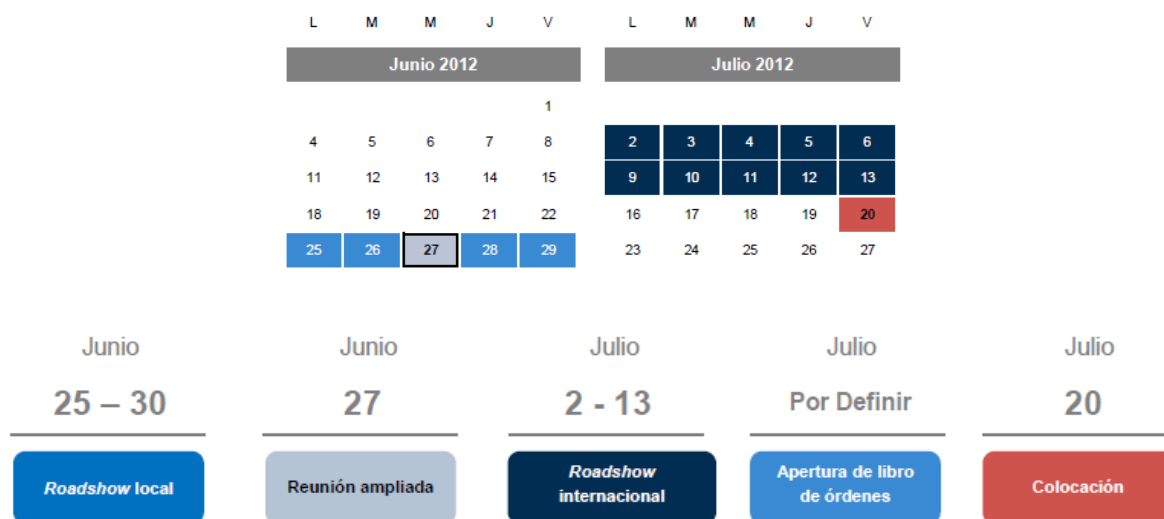 L M M J V L M M J V
Junio 2012 Julio 2012
1
4 5 6 7 8 2 3 4 5 6
11 12 13 14 15 9 10 11 12 13
18 19 20 21 22 16 17 18 19 20
25 26 27 28 29 23 24 25 26 27
Junio Junio Julio Julio Julio
25 – 30 27 2 - 13 Por Definir 20
Roadshow local
Reunión ampliada
Roadshow
internacional
Apertura de libro
de órdenes
Colocación